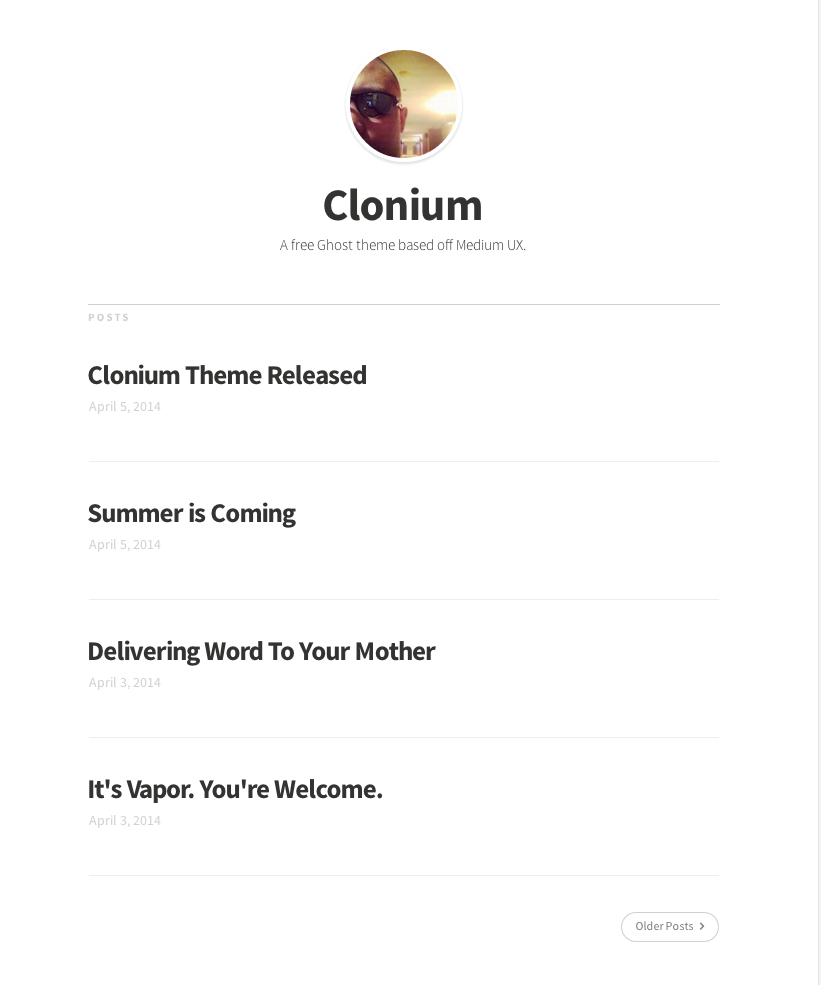 Clonium
A free Ghost theme based off Medium UX.
POSTS
Clonium Theme Released
April 5, 2014
Summer is Coming
April 5, 2014
Delivering Word To Your Mother
April 3, 2014
It's Vapor. You're Welcome.
April 3, 2014
Older Posts